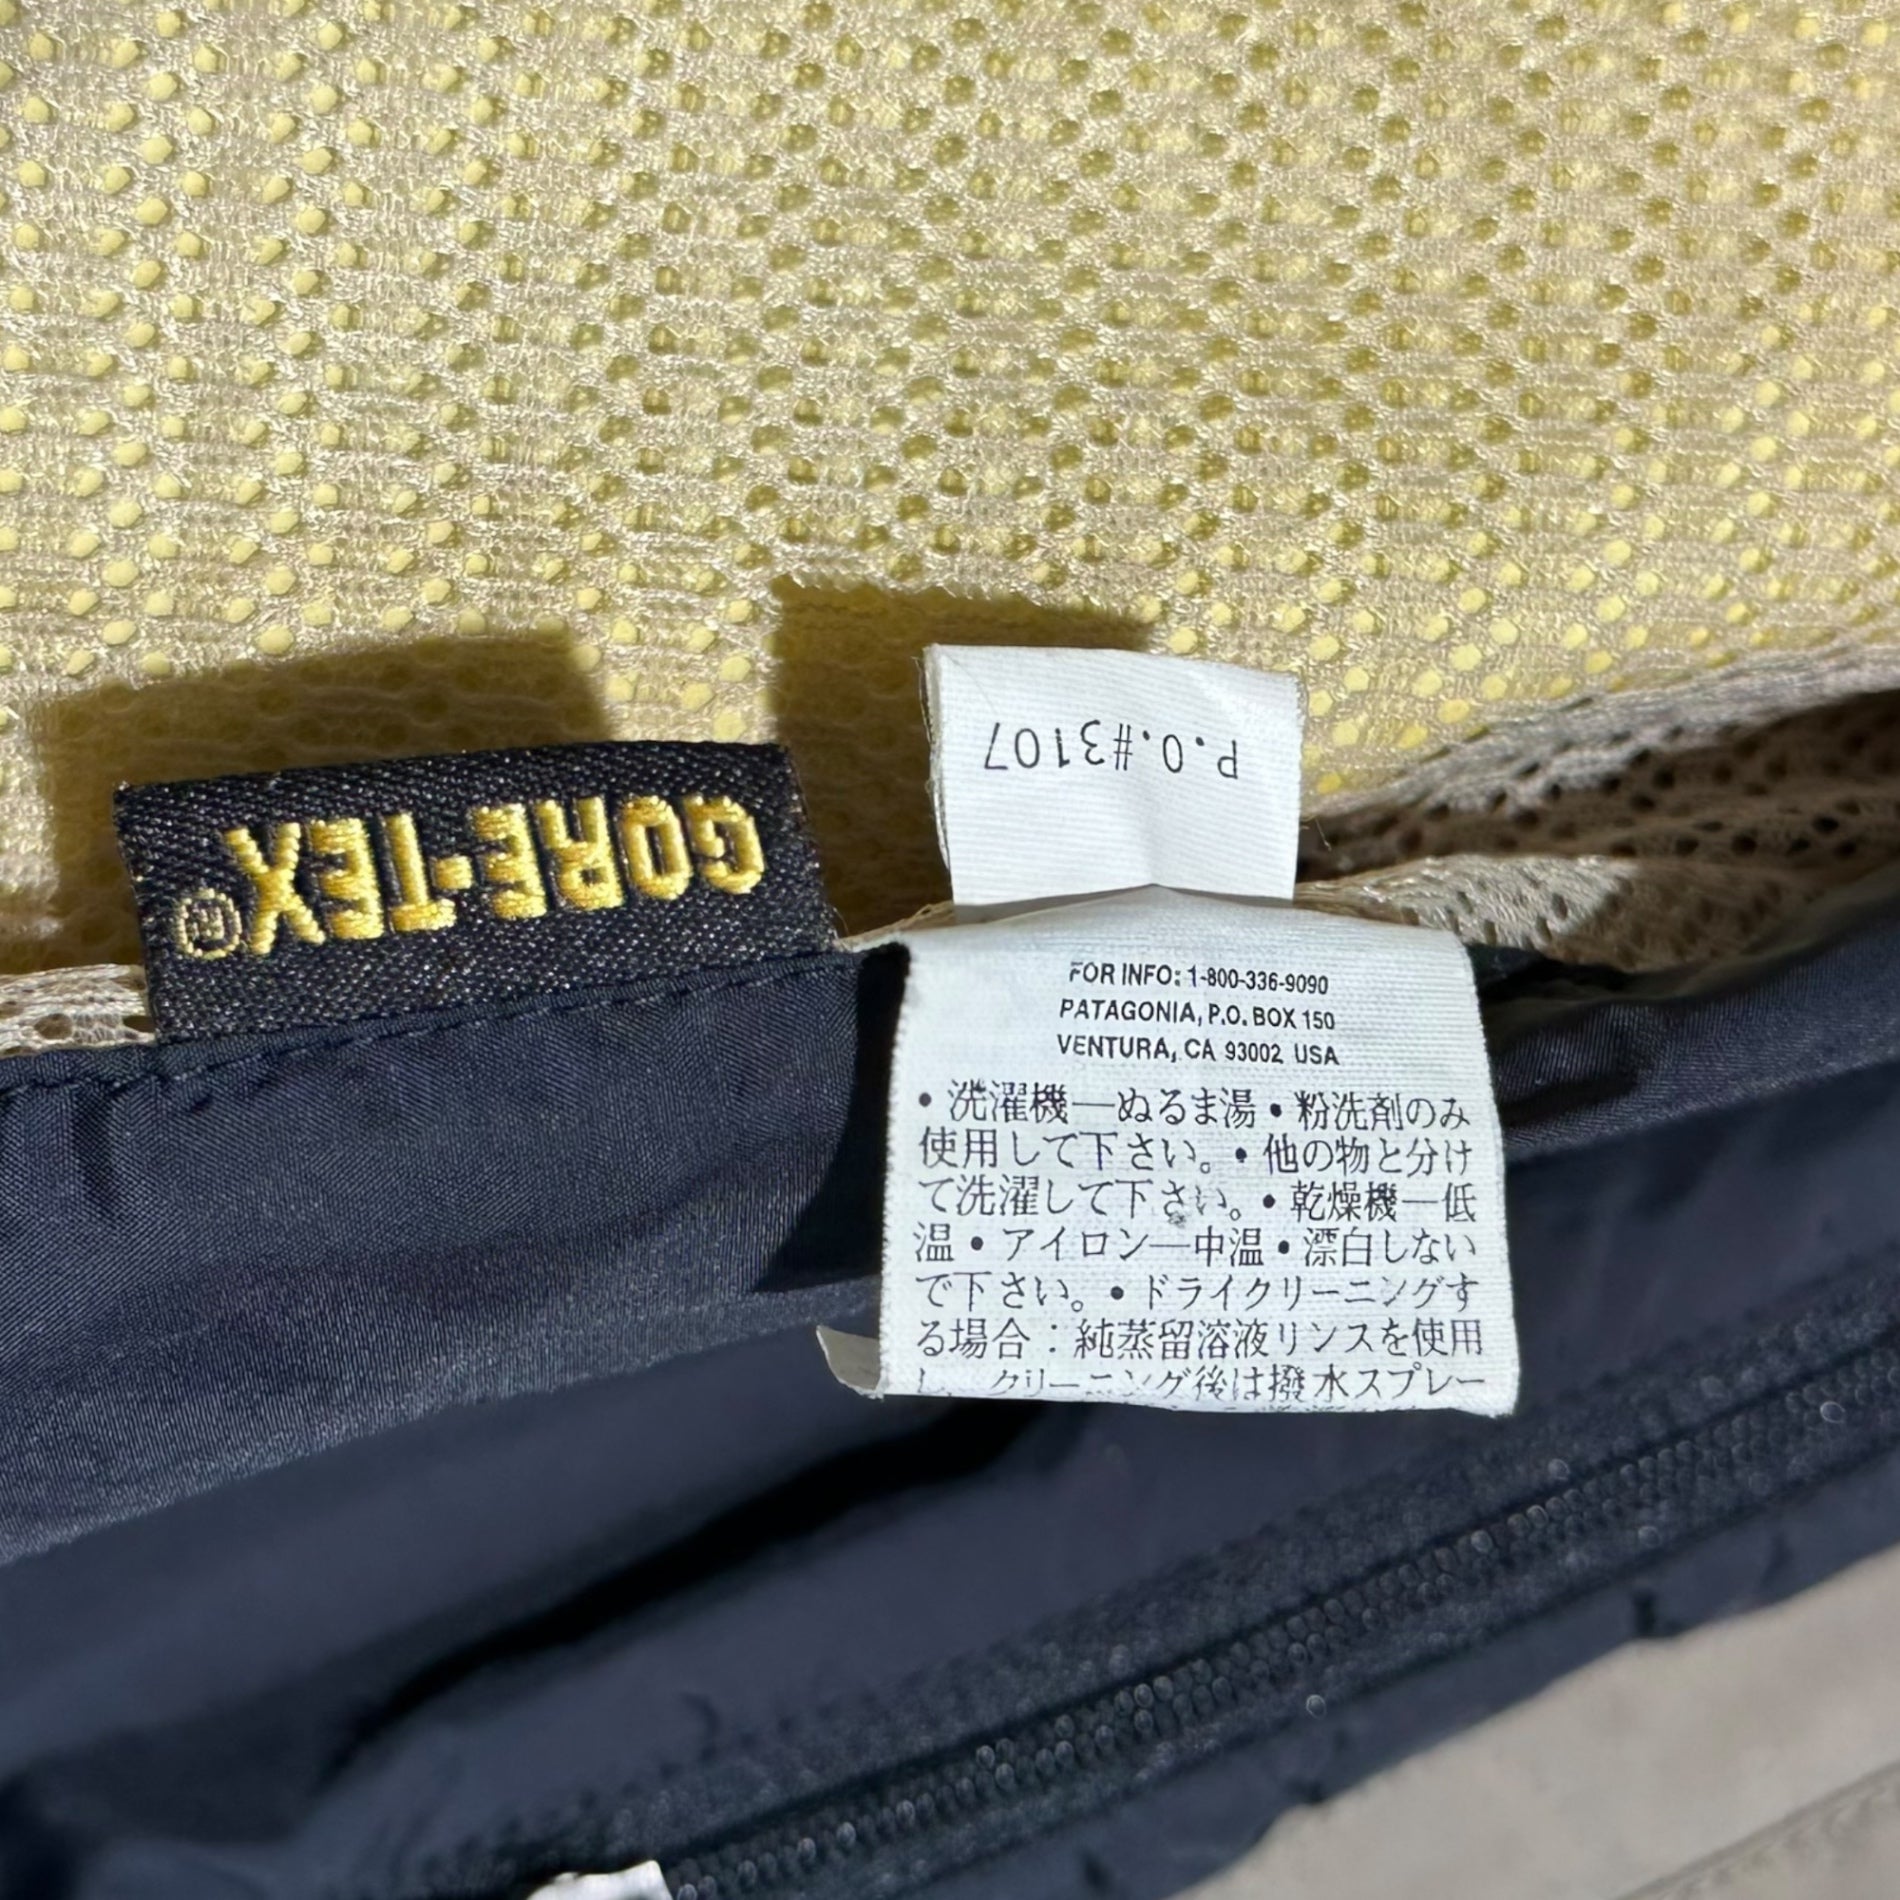 P.O.#3107
GORE-TEX®
FOR INFO: 1-800-336-9090
PATAGONIA, P.O. BOX 150
VENTURA, CA 93002 USA
•洗濯機—ぬるま湯•粉洗剤のみ
使用して下さい。•他の物と分け
て洗濯して下さい。•乾燥機—低
温•アイロン—中温•漂白しない
で下さい。•ドライクリーニングす
る場合：純蒸留溶液リンスを使用
し、クリーニング後は撥水スプレー